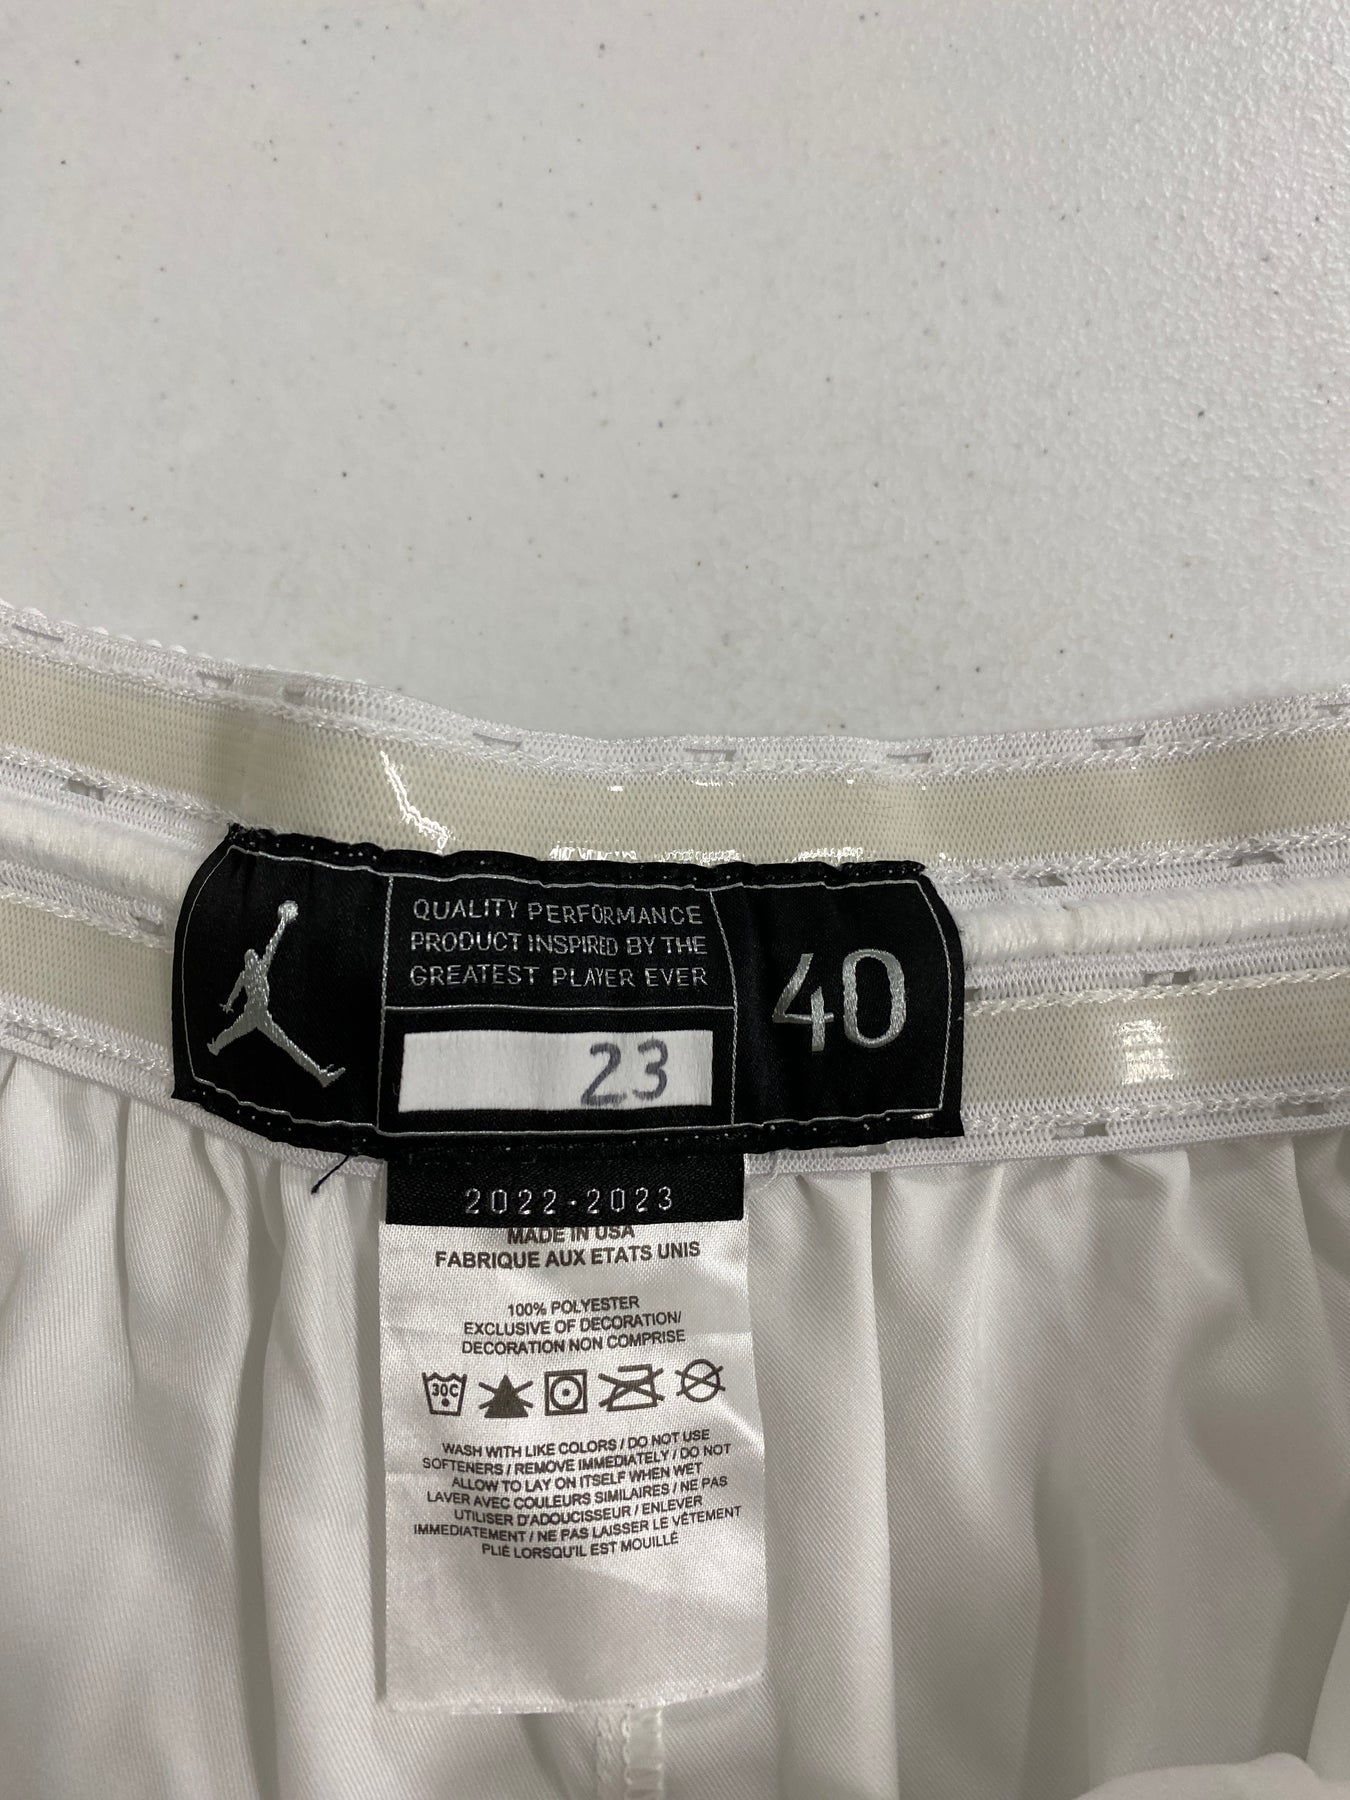 QUALITY PERFORMANCE
PRODUCT INSPIRED BY THE
GREATEST PLAYER EVER
40
23
2022-2023
MADE IN USA
FABRIQUE AUX ETATS UNIS
100% POLYESTER
EXCLUSIVE OF DECORATION/
DECORATION NON COMPRISE
30C
WASH WITH LIKE COLORS / DO NOT USE
SOFTENERS / REMOVE IMMEDIATELY / DO NOT
ALLOW TO LAY ON ITSELF WHEN WET
LAVER AVEC COULEURS SIMILAIRES / NE PAS
UTILISER D'ADOUCISSEUR / ENLEVER
IMMEDIATEMENT / NE PAS LAISSER LE VÊTEMENT
PLIÉ LORSQU'IL EST MOUILLÉ